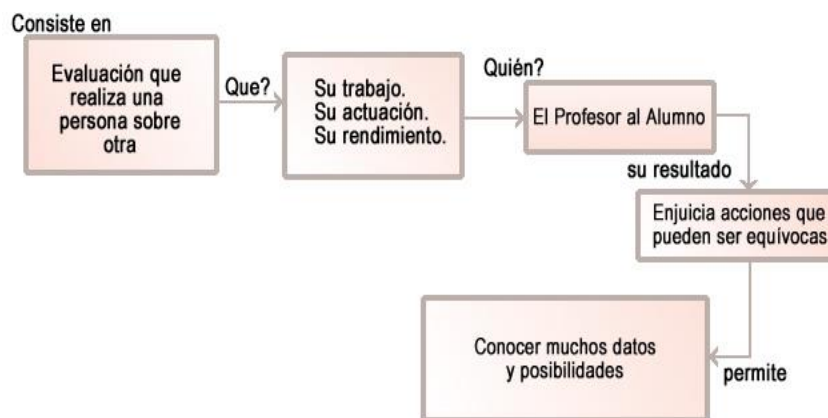 Consiste en
Evaluación que
realiza una
persona sobre
otra
Que?
Su trabajo.
Su actuación.
Su rendimiento.
Quién?
El Profesor al Alumno
su resultado
Enjuicia acciones que
pueden ser equívocas
permite
Conocer muchos datos
y posibilidades